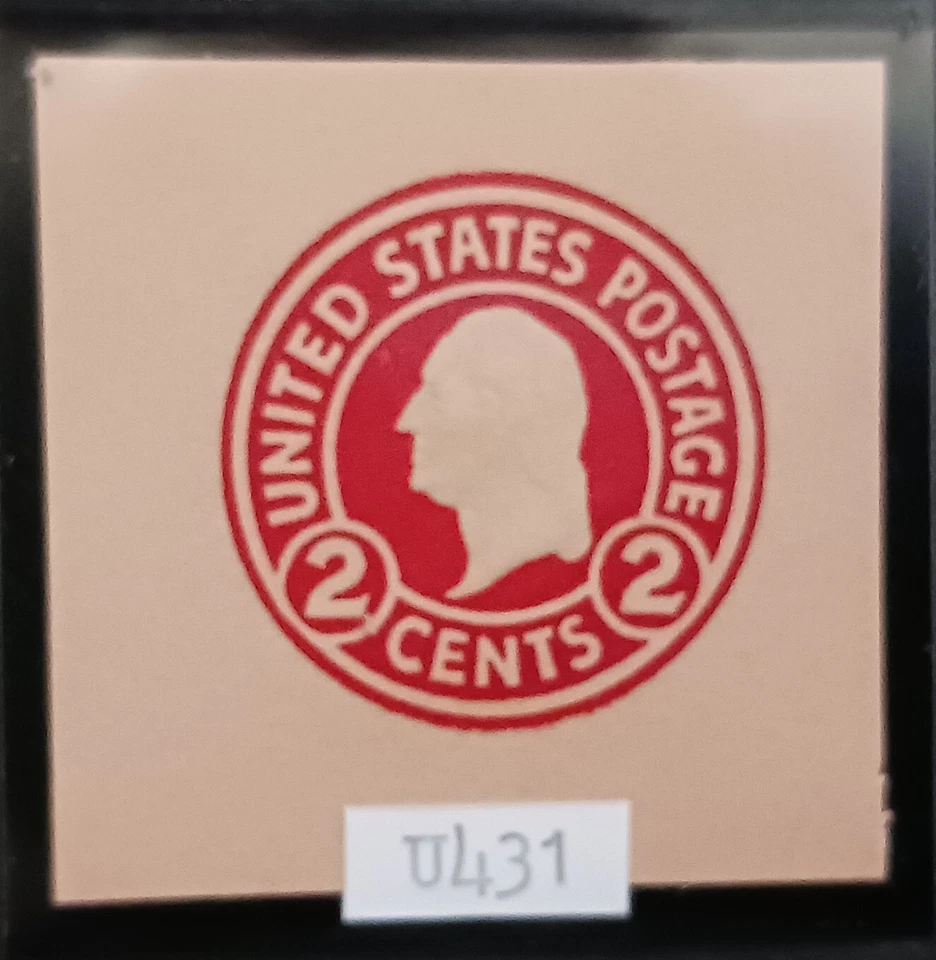 UNITED STATES POSTAGE
2 CENTS 2
U431